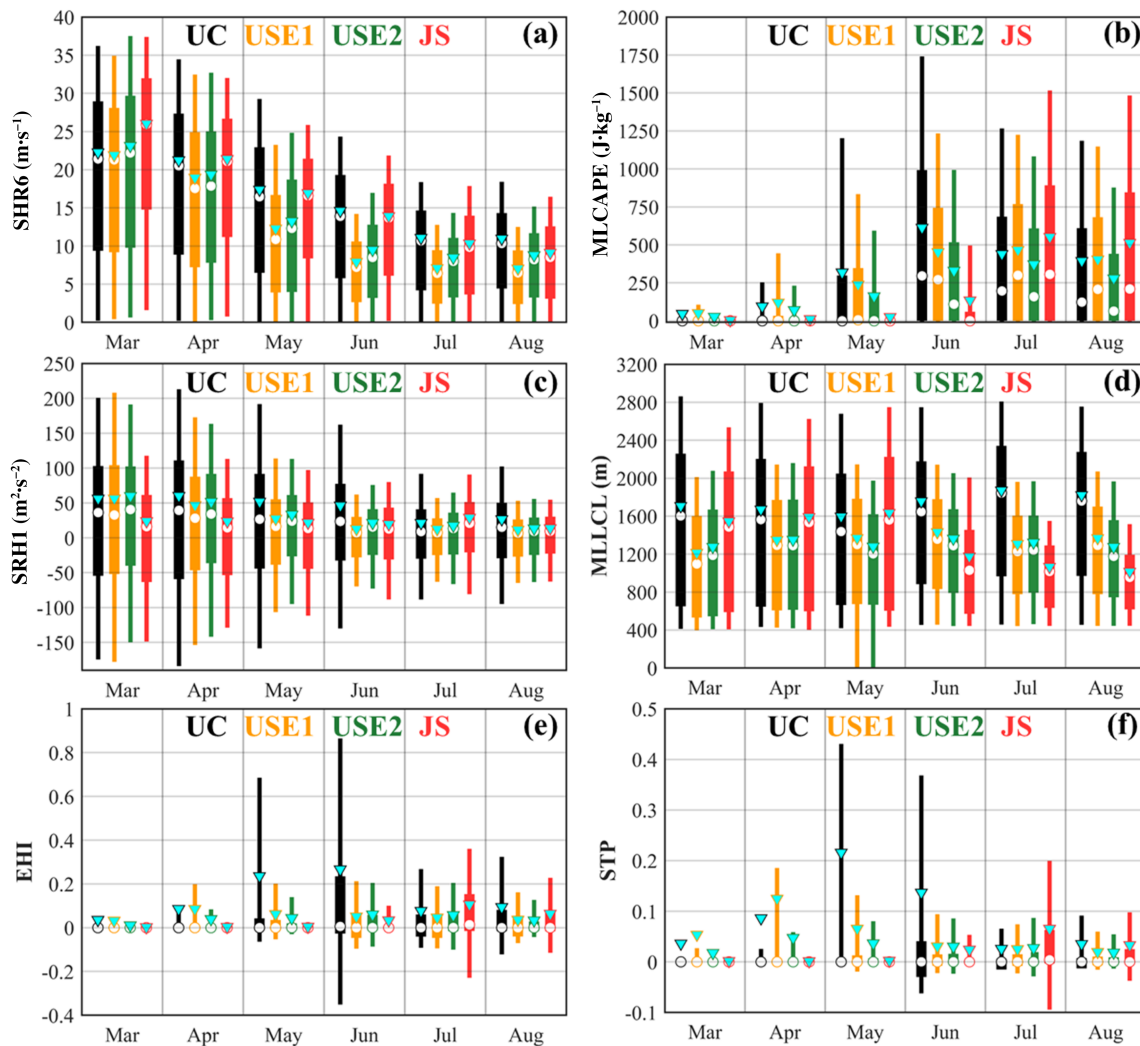 UC USE1 USE2 JS (a)
SHR6 (m·s⁻¹)
40
35
30
25
20
15
10
5
0
Mar Apr May Jun Jul Aug
UC USE1 USE2 JS (b)
MLCAPE (J·kg⁻¹)
2000
1750
1500
1250
1000
750
500
250
0
Mar Apr May Jun Jul Aug
UC USE1 USE2 JS (c)
SRH1 (m²·s⁻²)
250
200
150
100
50
0
-50
-100
-150
Mar Apr May Jun Jul Aug
UC USE1 USE2 JS (d)
MLLCL (m)
3200
2800
2400
2000
1600
1200
800
400
0
Mar Apr May Jun Jul Aug
UC USE1 USE2 JS (e)
EHI
1
0.8
0.6
0.4
0.2
0
-0.2
-0.4
Mar Apr May Jun Jul Aug
UC USE1 USE2 JS (f)
STP
0.5
0.4
0.3
0.2
0.1
0
-0.1
Mar Apr May Jun Jul Aug